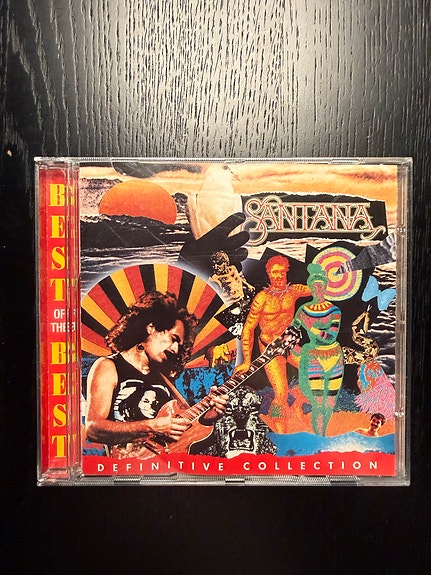 BEST
OF
THE
BEST
SANTANA
DEFINITIVE COLLECTION